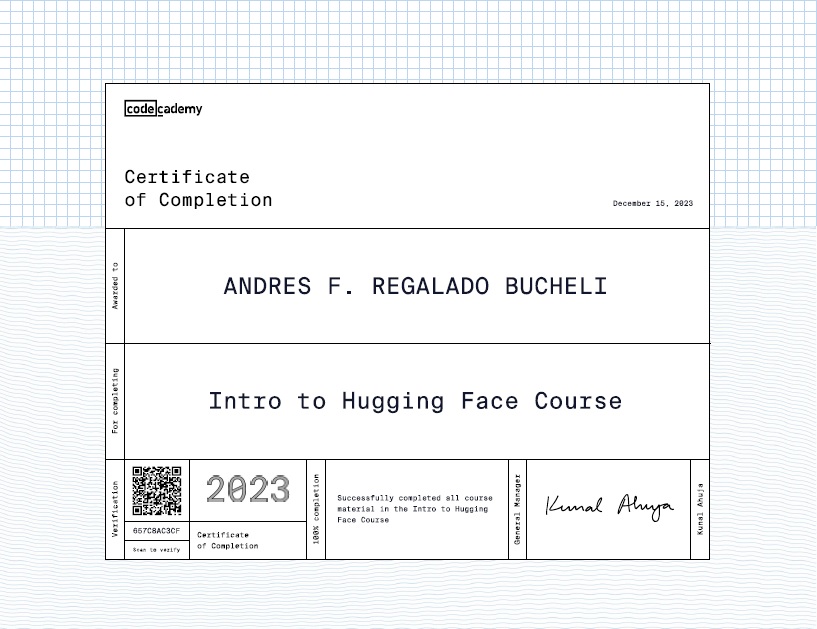 codecademy
Certificate
of Completion
December 15, 2023
Awarded to
ANDRES F. REGALADO BUCHELI
For completing
Intro to Hugging Face Course
Verification
657C8AC3CF
Scan to verify
2023
Certificate
of Completion
100% completion
Successfully completed all course
material in the Intro to Hugging
Face Course
General Manager
Kunal Ahuja
Kunal Ahuja